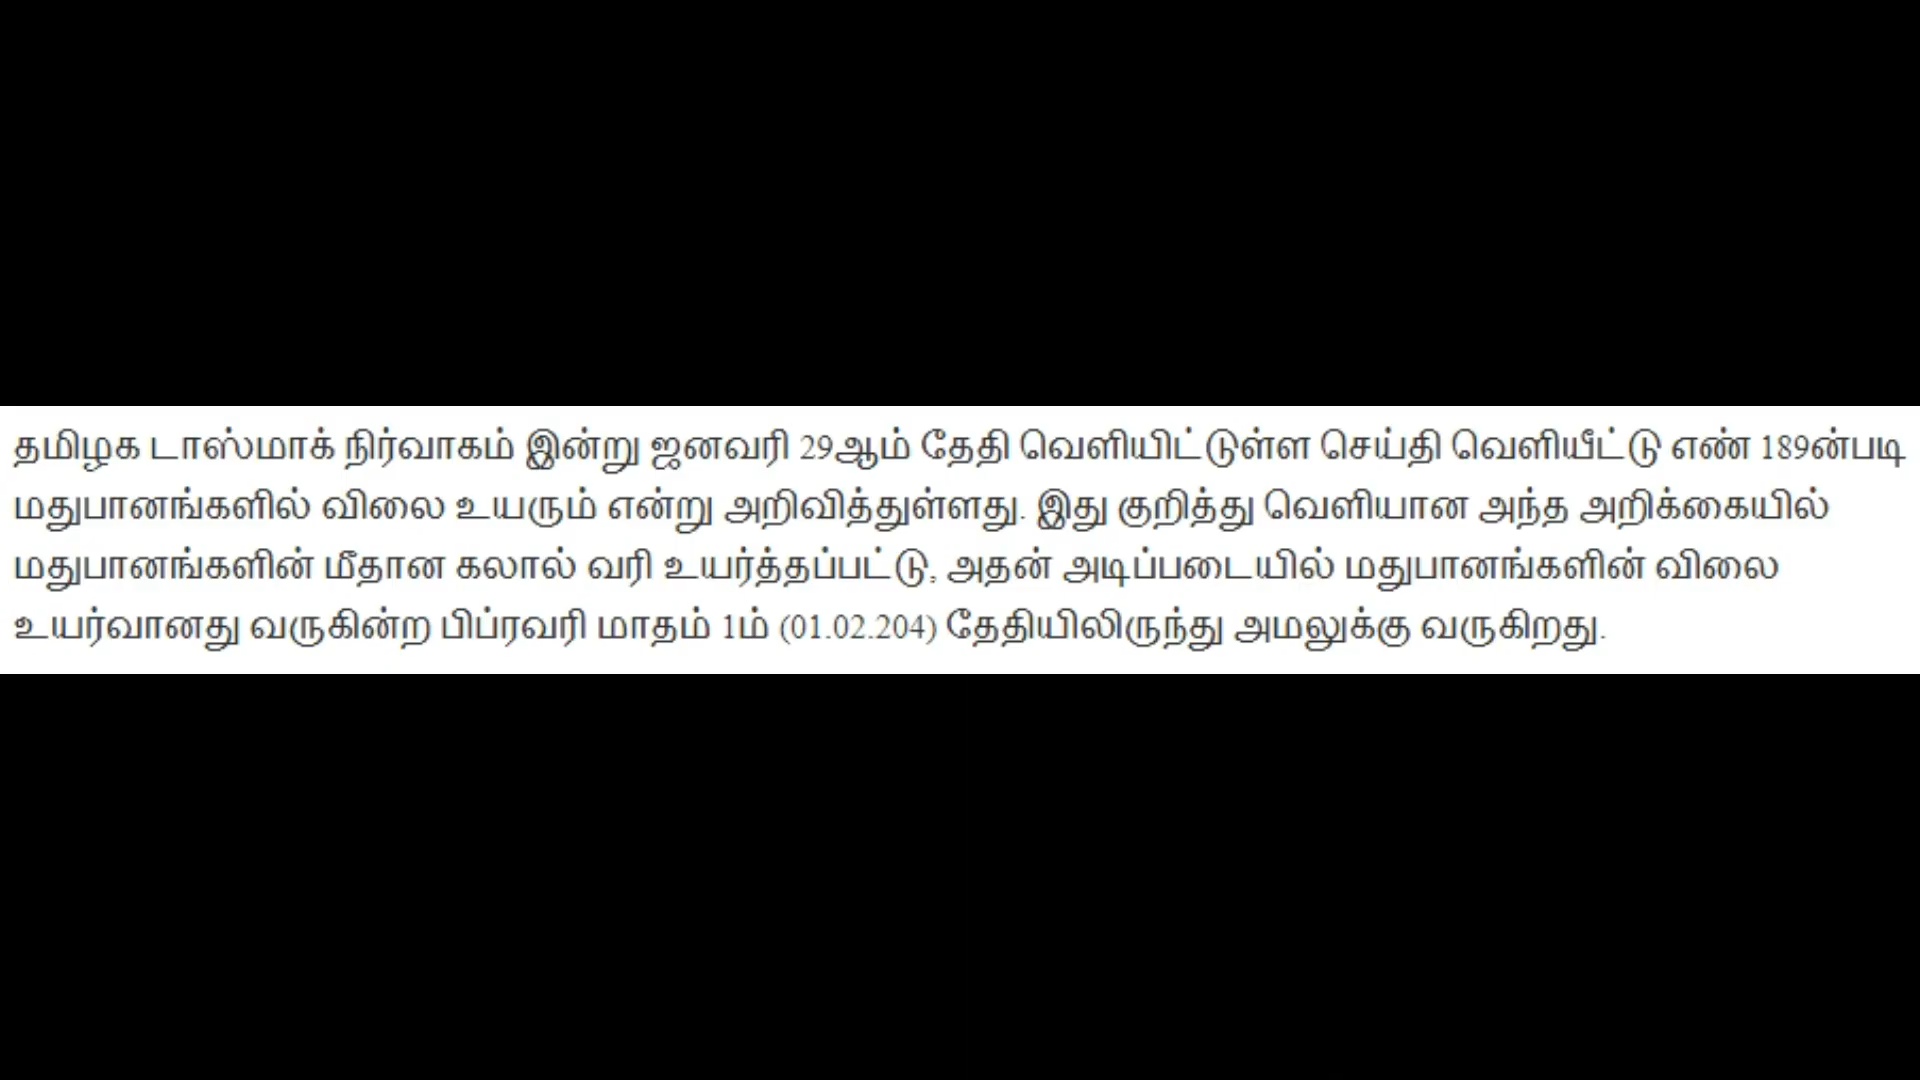 தமிழக டாஸ்மாக் நிர்வாகம் இன்று ஜனவரி 29ஆம் தேதி வெளியிட்டுள்ள செய்தி வெளியீட்டு எண் 189ன்படி
மதுபானங்களில் விலை உயரும் என்று அறிவித்துள்ளது. இது குறித்து வெளியான அந்த அறிக்கையில்
மதுபானங்களின் மீதான கலால் வரி உயர்த்தப்பட்டு, அதன் அடிப்படையில் மதுபானங்களின் விலை
உயர்வானது வருகின்ற பிப்ரவரி மாதம் 1ம் (01.02.204) தேதியிலிருந்து அமலுக்கு வருகிறது.